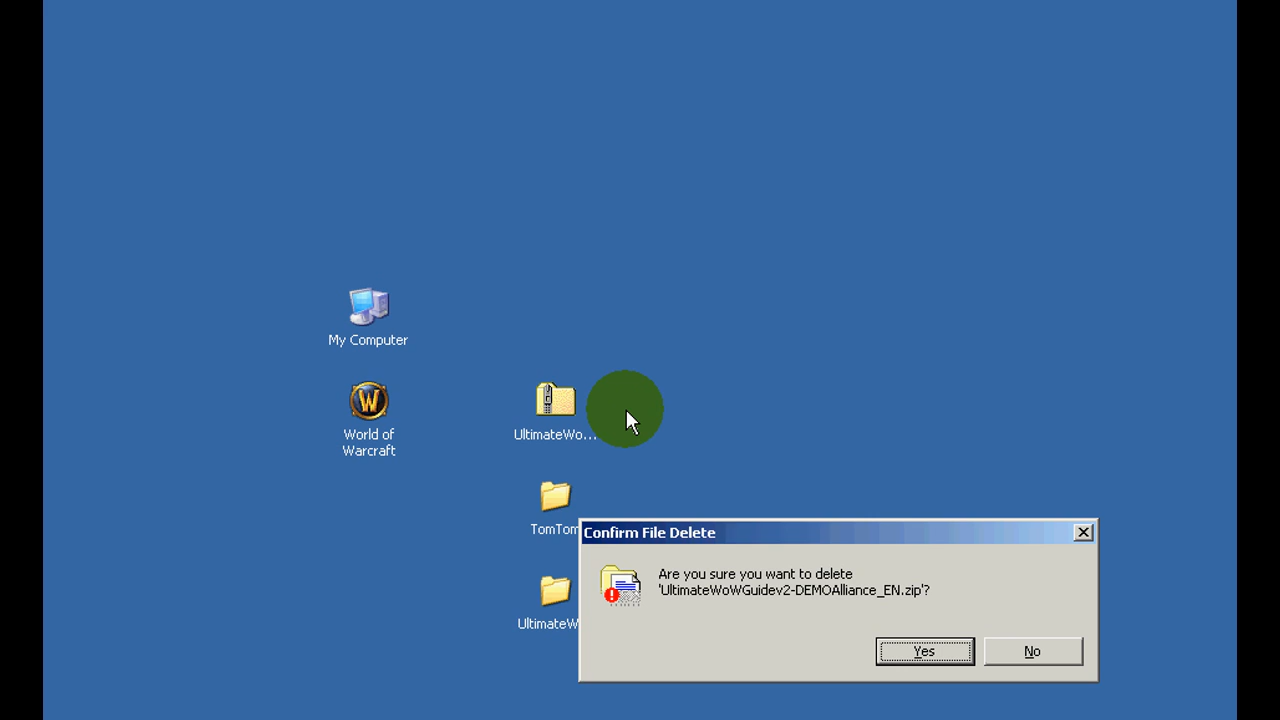 My Computer
World of
Warcraft
UltimateWo...
TomTom
UltimateW
Confirm File Delete
Are you sure you want to delete
'UltimateWoWGuidev2-DEMOAlliance_EN.zip'?
Yes
No